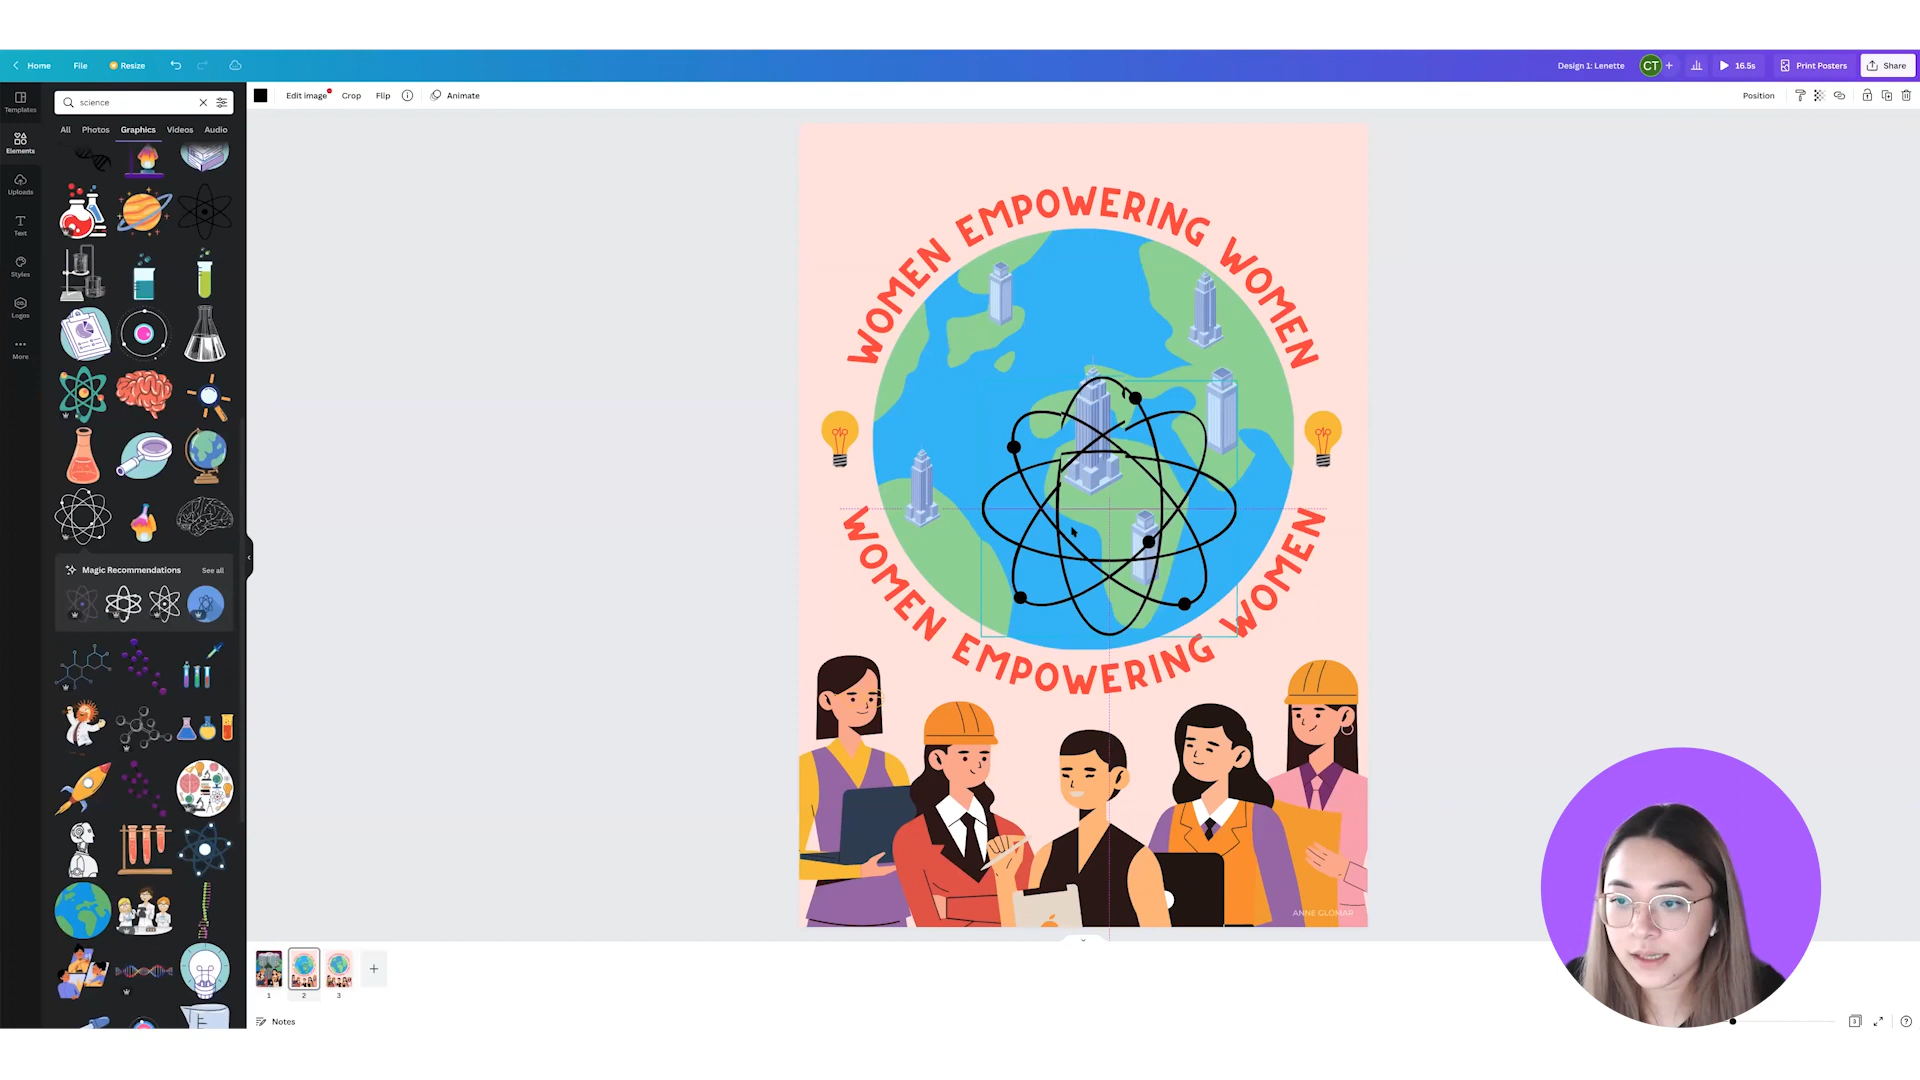 Home File Resize
Design 1: Lenette CT 16.5s Print Posters Share
science
Edit image Crop Flip Animate
Position
All Photos Graphics Videos Audio
Templates
Elements
Uploads
Text
Styles
Logos
More
Magic Recommendations See all
WOMEN EMPOWERING WOMEN
WOMEN EMPOWERING WOMEN
ANNE GLOMAR
1 2 3
Notes
3